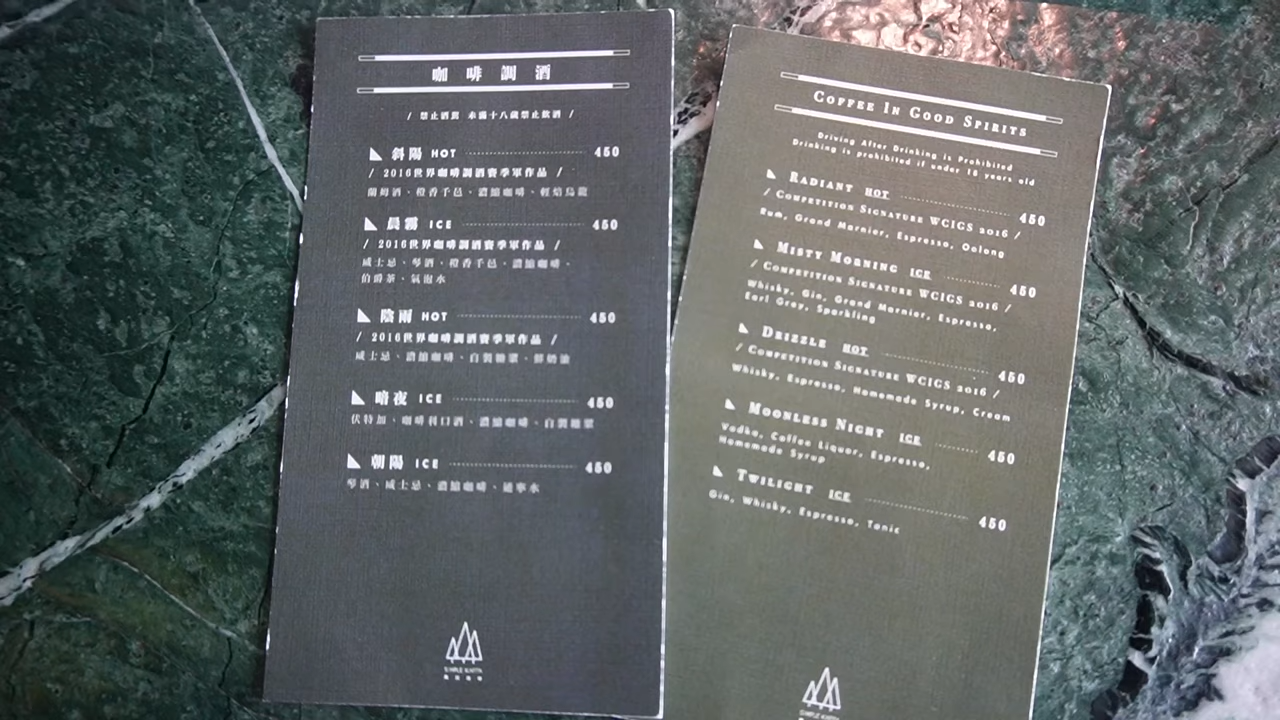 咖啡調酒
/ 禁止酒駕 未滿十八歲禁止飲酒 /
斜陽 HOT 450
/ 2016世界咖啡調酒賽季軍作品 /
蘭姆酒、橙香千邑、濃縮咖啡、輕焙烏龍
晨霧 ICE 450
/ 2016世界咖啡調酒賽季軍作品 /
威士忌、琴酒、橙香千邑、濃縮咖啡、
伯爵茶、氣泡水
陰雨 HOT 450
/ 2016世界咖啡調酒賽季軍作品 /
威士忌、濃縮咖啡、自製糖漿、鮮奶油
暗夜 ICE 450
伏特加、咖啡利口酒、濃縮咖啡、自製糖漿
朝陽 ICE 450
琴酒、威士忌、濃縮咖啡、通寧水
SIMPLE KAFFA
COFFEE IN GOOD SPIRITS
Driving After Drinking is Prohibited
Drinking is prohibited if under 18 years old
RADIANT HOT 450
/ COMPETITION SIGNATURE WCIGS 2016 /
Rum, Grand Marnier, Espresso, Oolong
MISTY MORNING ICE 450
/ COMPETITION SIGNATURE WCIGS 2016 /
Whisky, Gin, Grand Marnier, Espresso,
Earl Grey, Sparkling
DRIZZLE HOT 450
/ COMPETITION SIGNATURE WCIGS 2016 /
Whisky, Espresso, Homemade Syrup, Cream
MOONLESS NIGHT ICE 450
Vodka, Coffee Liquor, Espresso,
Homemade Syrup
TWILIGHT ICE 450
Gin, Whisky, Espresso, Tonic
SIMPLE KAFFA